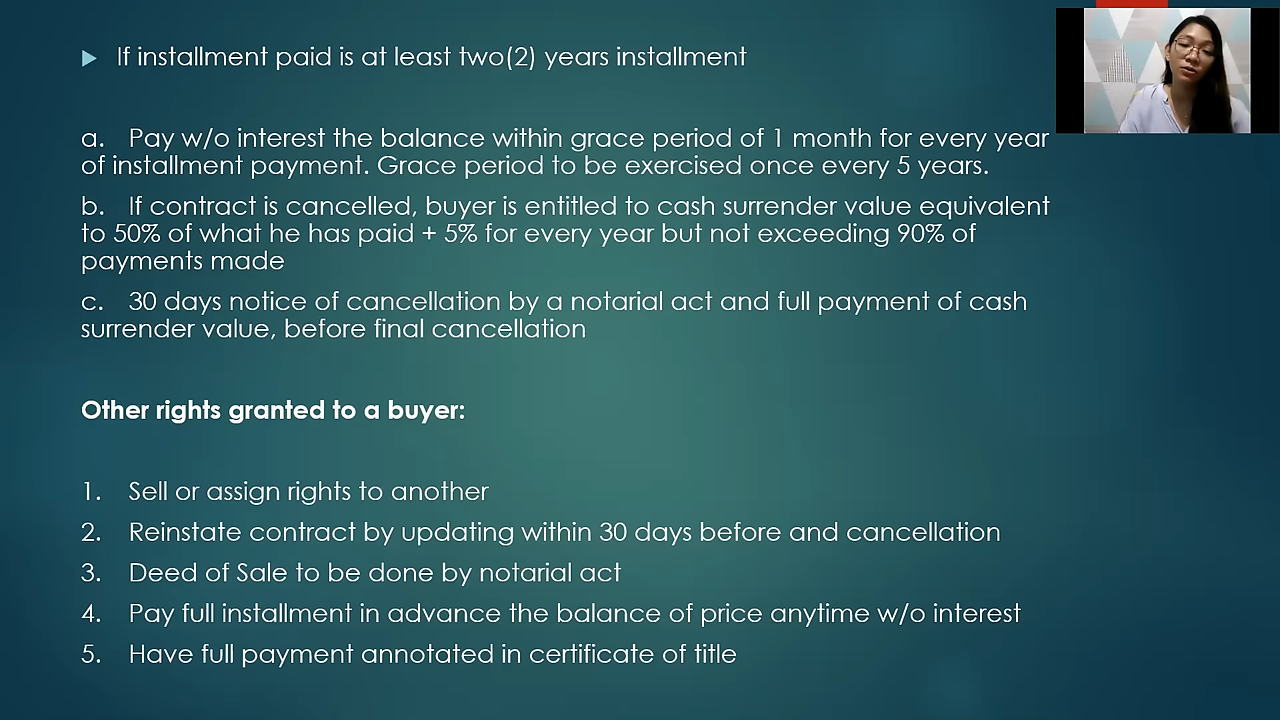 If installment paid is at least two(2) years installment
a. Pay w/o interest the balance within grace period of 1 month for every year
of installment payment. Grace period to be exercised once every 5 years.
b. If contract is cancelled, buyer is entitled to cash surrender value equivalent
to 50% of what he has paid + 5% for every year but not exceeding 90% of
payments made
c. 30 days notice of cancellation by a notarial act and full payment of cash
surrender value, before final cancellation
Other rights granted to a buyer:
1. Sell or assign rights to another
2. Reinstate contract by updating within 30 days before and cancellation
3. Deed of Sale to be done by notarial act
4. Pay full installment in advance the balance of price anytime w/o interest
5. Have full payment annotated in certificate of title